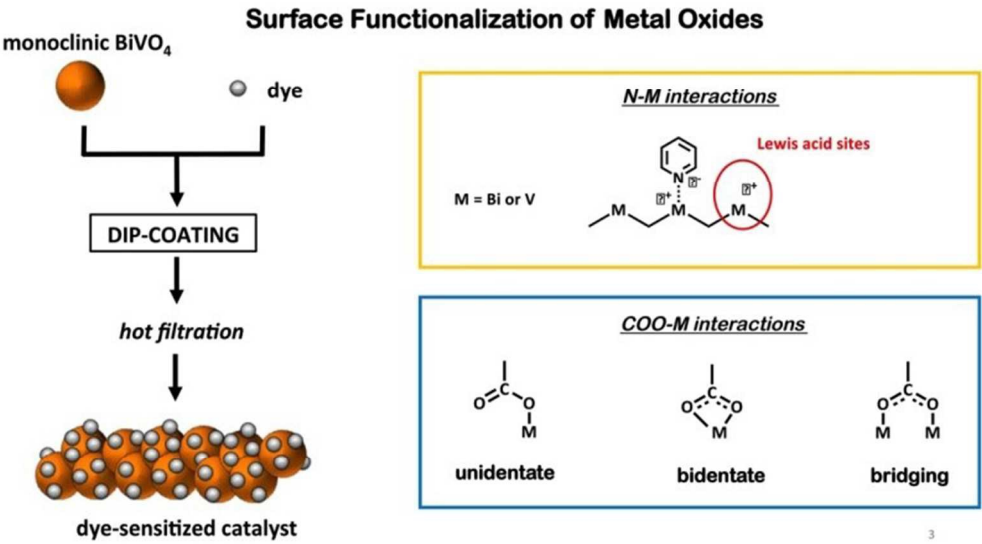 Surface Functionalization of Metal Oxides
monoclinic BiVO₄
dye
DIP-COATING
hot filtration
dye-sensitized catalyst
N-M interactions
Lewis acid sites
M = Bi or V
N
-
+
+
M
M
M
COO-M interactions
C
O
O
M
unidentate
C
O
O
M
bidentate
C
O
O
M
M
bridging
3